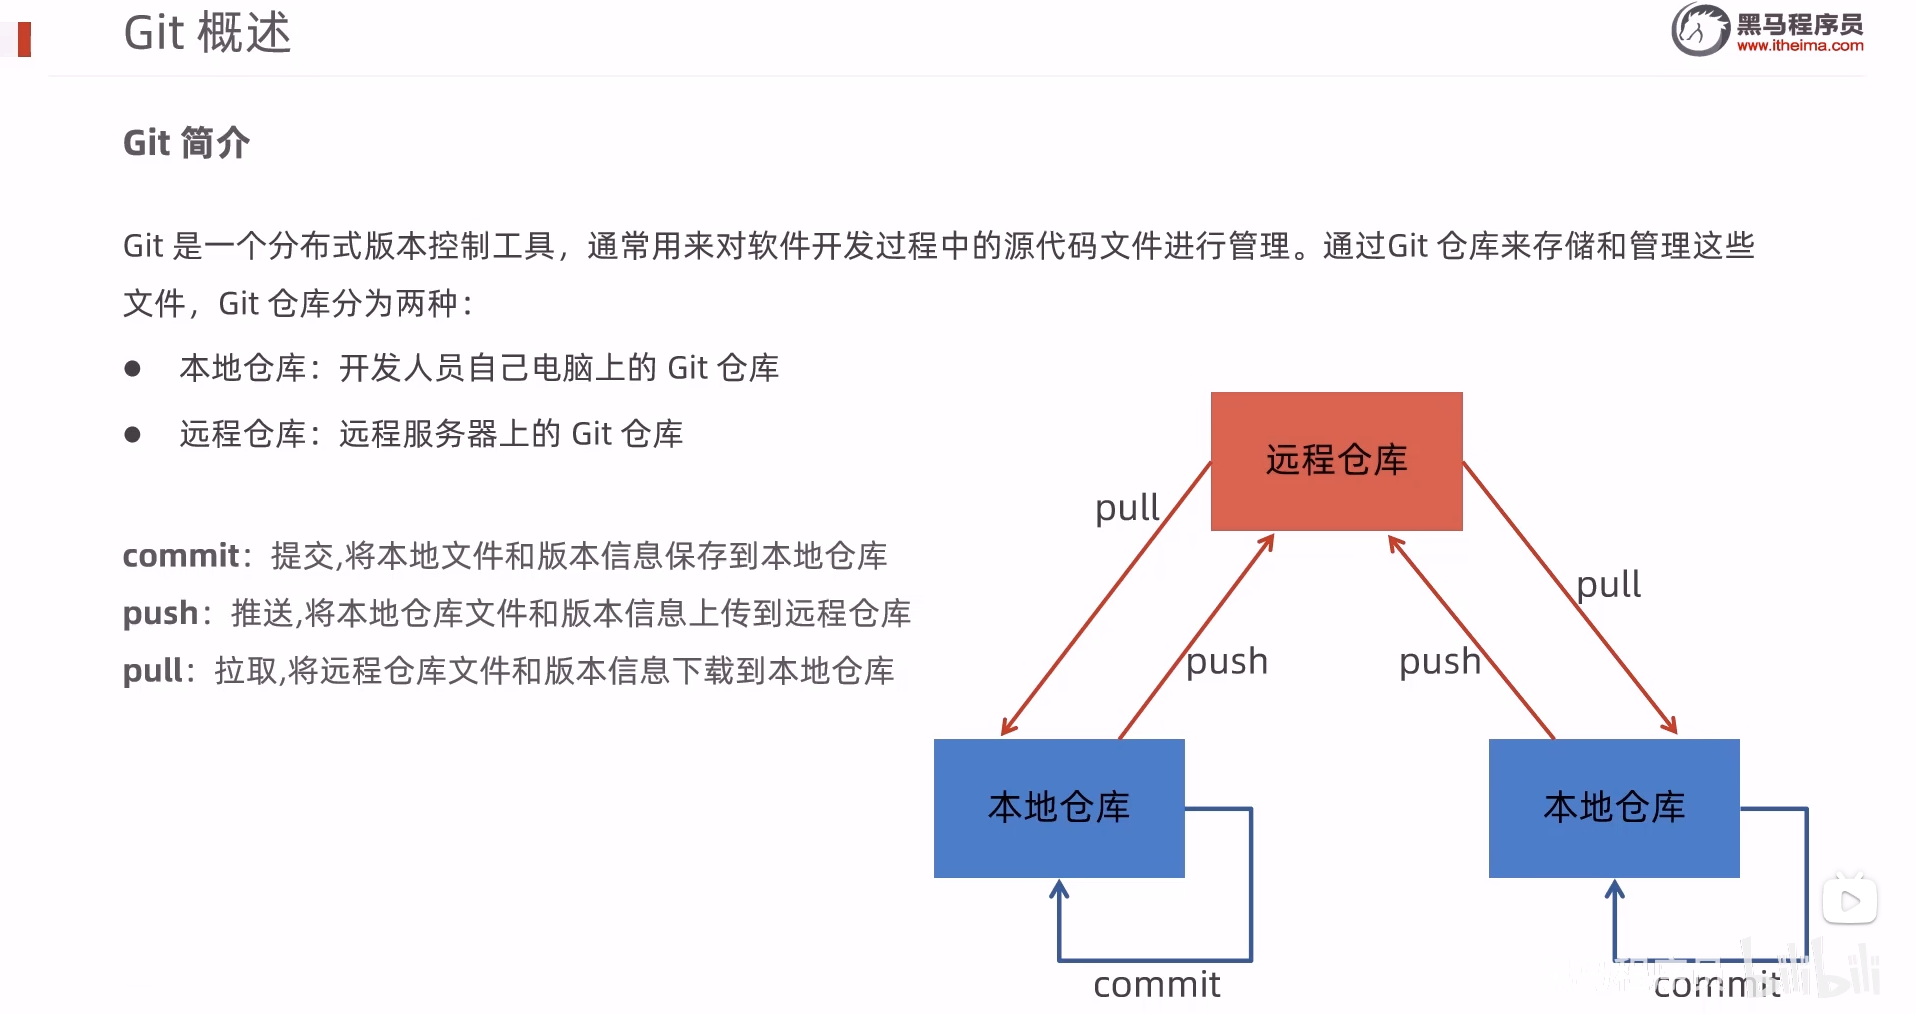 Git 概述
黑马程序员
www.itheima.com
Git 简介
Git 是一个分布式版本控制工具，通常用来对软件开发过程中的源代码文件进行管理。通过Git 仓库来存储和管理这些
文件，Git 仓库分为两种：
● 本地仓库：开发人员自己电脑上的 Git 仓库
● 远程仓库：远程服务器上的 Git 仓库
commit：提交,将本地文件和版本信息保存到本地仓库
push：推送,将本地仓库文件和版本信息上传到远程仓库
pull：拉取,将远程仓库文件和版本信息下载到本地仓库
远程仓库
pull
pull
push
push
本地仓库
本地仓库
commit
commit
bilibili